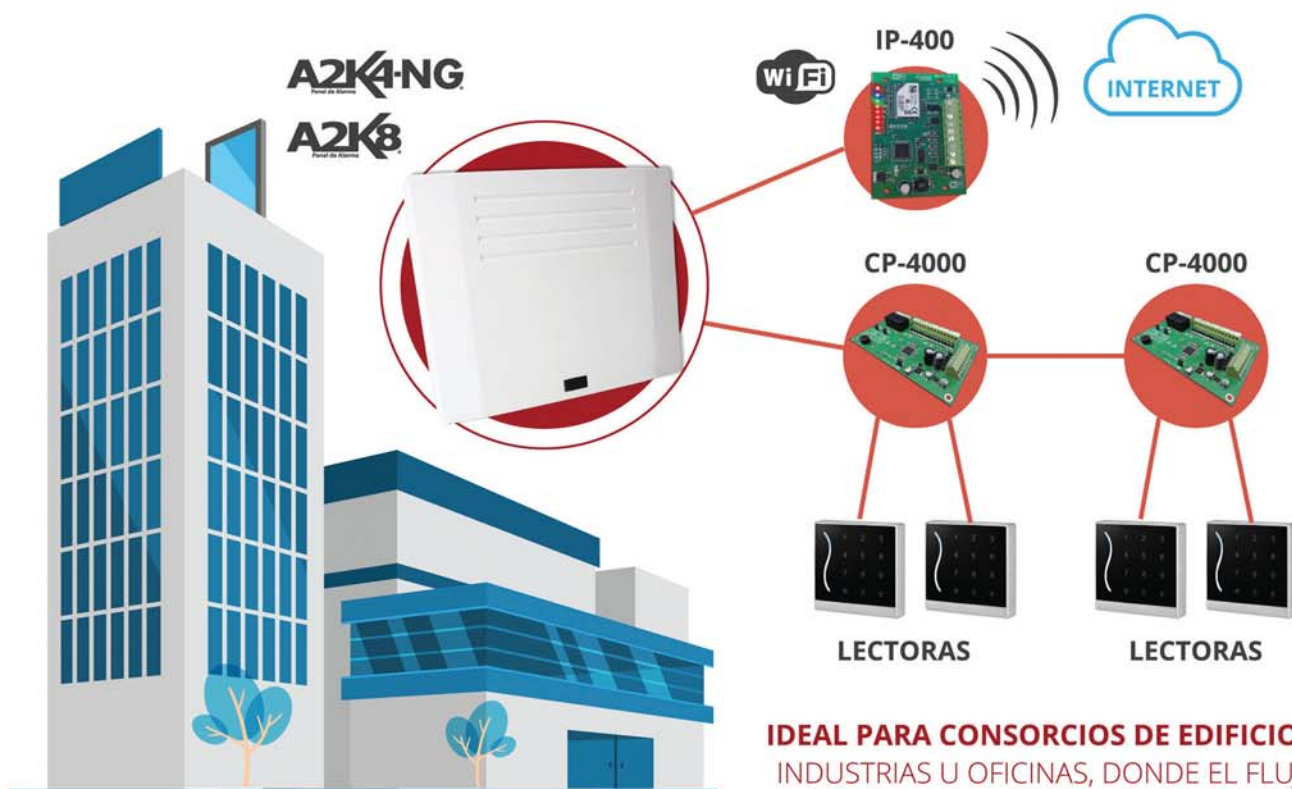 A2K4-NG
Panel de Alarma
A2K8
Panel de Alarma
WiFi
IP-400
INTERNET
CP-4000
CP-4000
LECTORAS
LECTORAS
IDEAL PARA CONSORCIOS DE EDIFICIO
INDUSTRIAS U OFICINAS, DONDE EL FLU